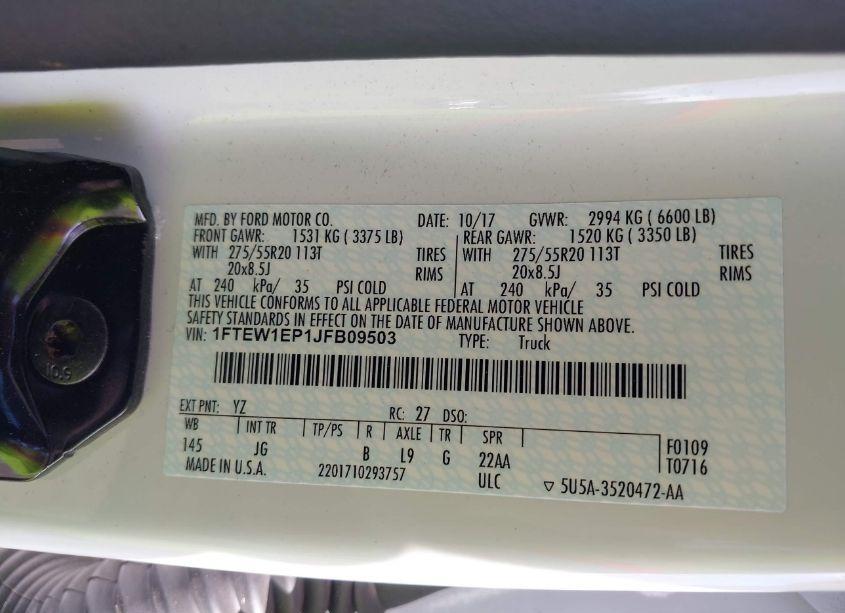 MFD. BY FORD MOTOR CO. DATE: 10/17 GVWR: 2994 KG ( 6600 LB)
FRONT GAWR: 1531 KG ( 3375 LB) REAR GAWR: 1520 KG ( 3350 LB)
WITH 275/55R20 113T TIRES WITH 275/55R20 113T TIRES
20x8.5J RIMS 20x8.5J RIMS
AT 240 kPa/ 35 PSI COLD AT 240 kPa/ 35 PSI COLD
THIS VEHICLE CONFORMS TO ALL APPLICABLE FEDERAL MOTOR VEHICLE
SAFETY STANDARDS IN EFFECT ON THE DATE OF MANUFACTURE SHOWN ABOVE.
VIN: 1FTEW1EP1JFB09503 TYPE: Truck
EXT PNT: YZ RC: 27 DSO:
WB INT TR TP/PS R AXLE TR SPR F0109
145 JG B L9 G 22AA T0716
MADE IN U.S.A. 2201710293757 ULC ▽ 5U5A-3520472-AA
10.9